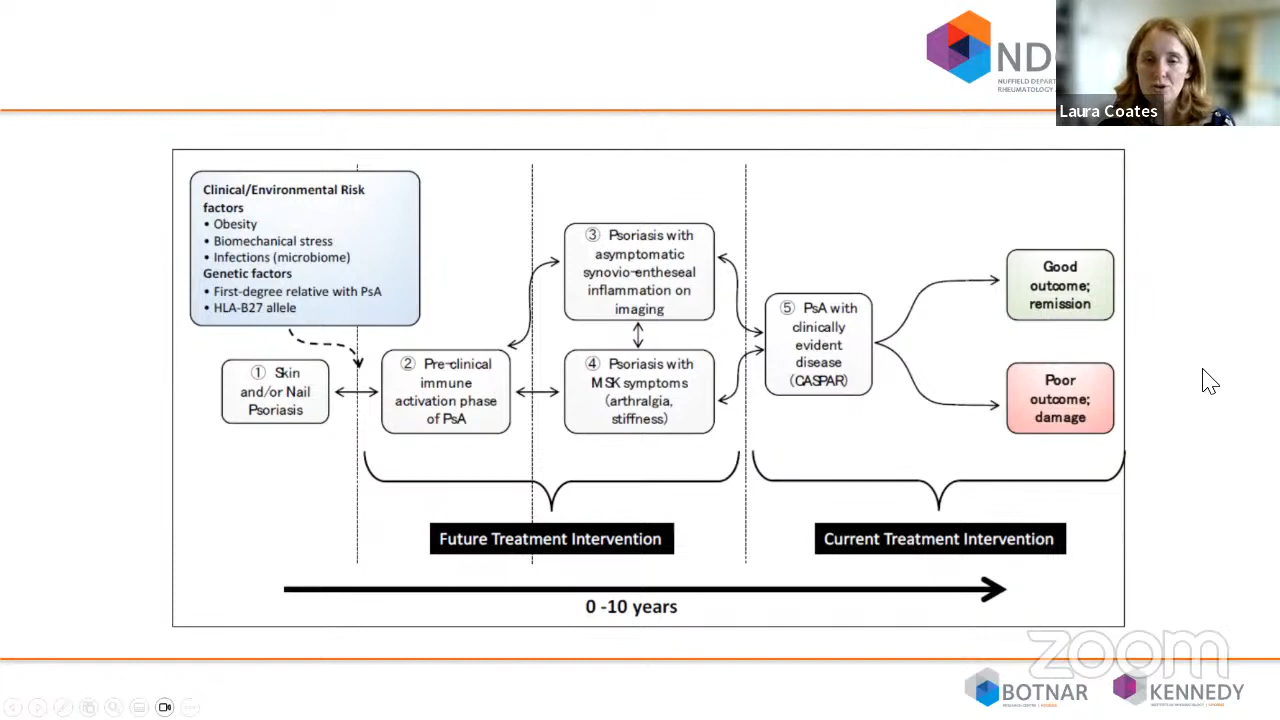 ND
NUFFIELD DEPAR
RHEUMATOLOGY
Laura Coates
Clinical/Environmental Risk
factors
• Obesity
• Biomechanical stress
• Infections (microbiome)
Genetic factors
• First-degree relative with PsA
• HLA-B27 allele
① Skin
and/or Nail
Psoriasis
② Pre-clinical
immune
activation phase
of PsA
③ Psoriasis with
asymptomatic
synovio-entheseal
inflammation on
imaging
④ Psoriasis with
MSK symptoms
(arthralgia,
stiffness)
⑤ PsA with
clinically
evident
disease
(CASPAR)
Good
outcome;
remission
Poor
outcome;
damage
Future Treatment Intervention
Current Treatment Intervention
0 -10 years
zoom
BOTNAR
KENNEDY